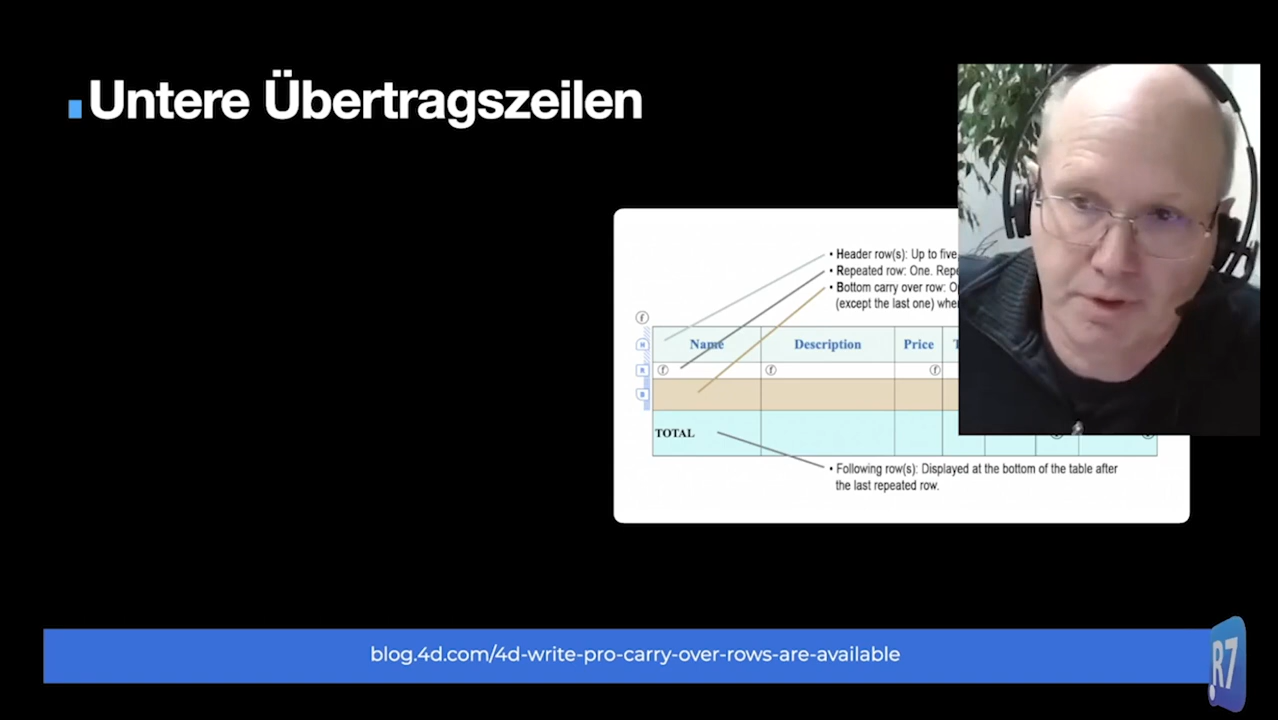 Untere Übertragszeilen
• Header row(s): Up to five
• Repeated row: One. Repe
• Bottom carry over row: O
(except the last one) whe
f
H
Name
Description
Price
T
R
f
f
f
B
TOTAL
• Following row(s): Displayed at the bottom of the table after
the last repeated row.
blog.4d.com/4d-write-pro-carry-over-rows-are-available
R7